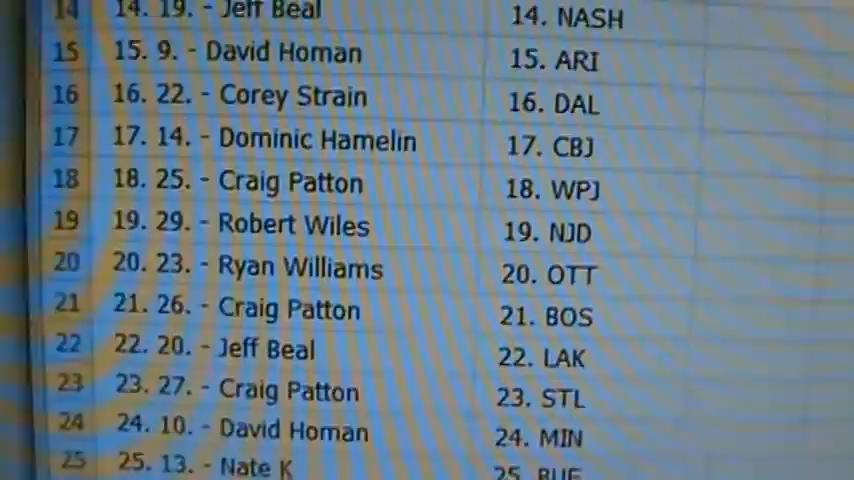 14 14. 19. - Jeff Beal 14. NASH
15 15. 9. - David Homan 15. ARI
16 16. 22. - Corey Strain 16. DAL
17 17. 14. - Dominic Hamelin 17. CBJ
18 18. 25. - Craig Patton 18. WPJ
19 19. 29. - Robert Wiles 19. NJD
20 20. 23. - Ryan Williams 20. OTT
21 21. 26. - Craig Patton 21. BOS
22 22. 20. - Jeff Beal 22. LAK
23 23. 27. - Craig Patton 23. STL
24 24. 10. - David Homan 24. MIN
25 25. 13. - Nate K 25. BUF